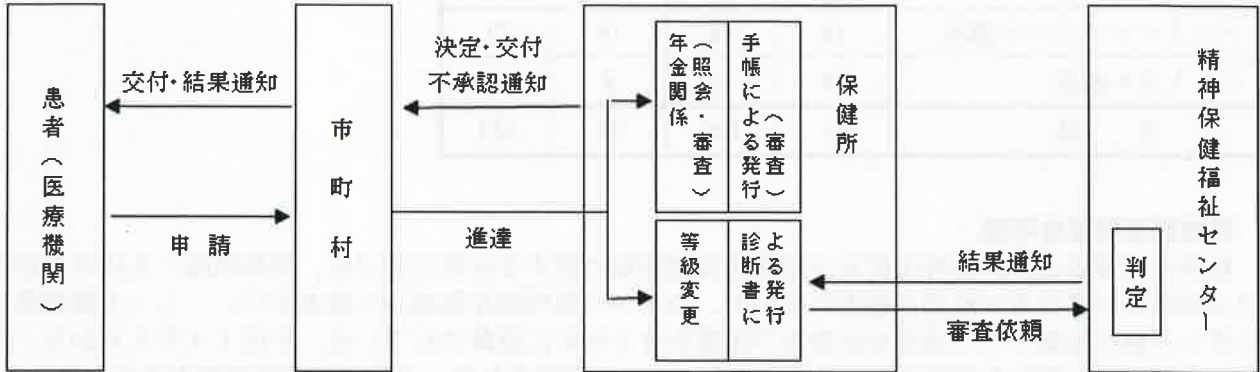 患者（医療機関）
交付・結果通知
申請
市町村
決定・交付
不承認通知
進達
手帳による発行
（審査）
年金関係
（照会・審査）
保健所
診断書に
よる発行
等級変更
結果通知
審査依頼
判定
精神保健福祉センター